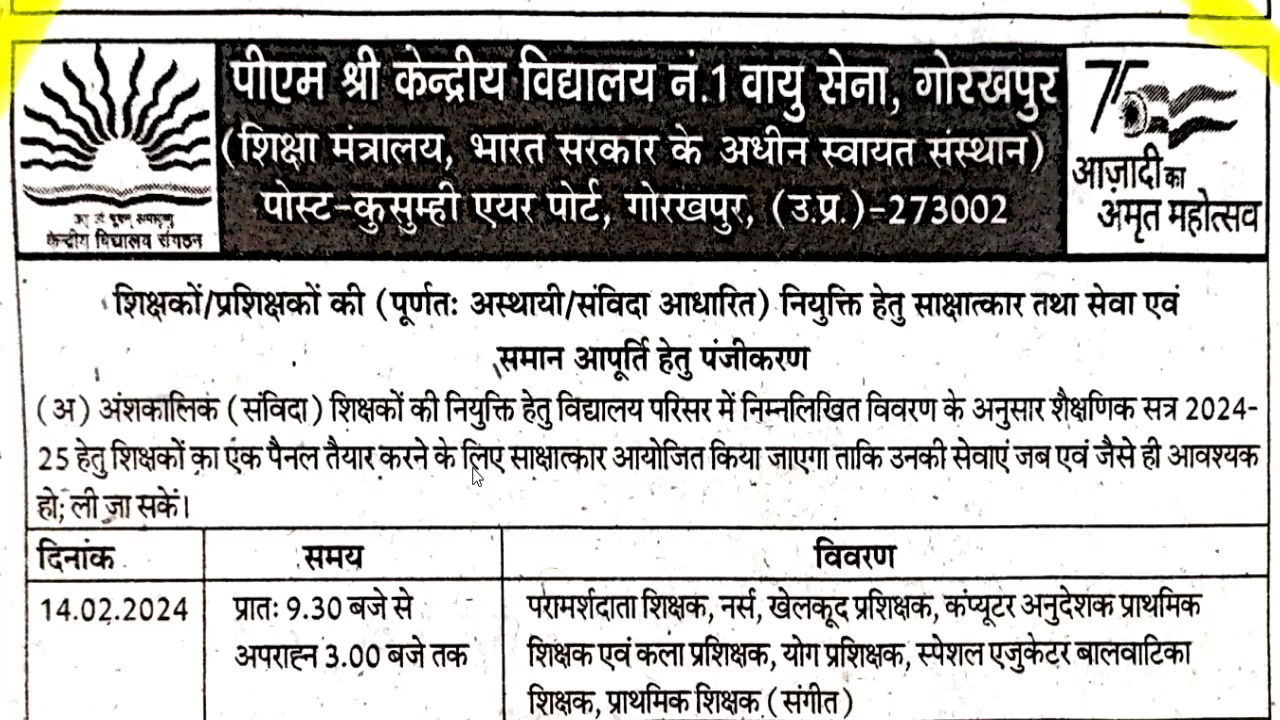 पीएम श्री केन्द्रीय विद्यालय नं.1 वायु सेना, गोरखपुर
(शिक्षा मंत्रालय, भारत सरकार के अधीन स्वायत संस्थान)
पोस्ट-कुसुम्ही एयर पोर्ट, गोरखपुर, (उ.प्र.)-273002
केन्द्रीय विद्यालय संगठन
75
आज़ादी का
अमृत महोत्सव
शिक्षकों/प्रशिक्षकों की (पूर्णतः अस्थायी/संविदा आधारित) नियुक्ति हेतु साक्षात्कार तथा सेवा एवं
समान आपूर्ति हेतु पंजीकरण
(अ) अंशकालिक (संविदा) शिक्षकों की नियुक्ति हेतु विद्यालय परिसर में निम्नलिखित विवरण के अनुसार शैक्षणिक सत्र 2024-
25 हेतु शिक्षकों का एक पैनल तैयार करने के लिए साक्षात्कार आयोजित किया जाएगा ताकि उनकी सेवाएं जब एवं जैसे ही आवश्यक
हो; ली जा सकें।
दिनांक समय विवरण
14.02.2024 प्रातः 9.30 बजे से परामर्शदाता शिक्षक, नर्स, खेलकूद प्रशिक्षक, कंप्यूटर अनुदेशक प्राथमिक
अपराह्न 3.00 बजे तक शिक्षक एवं कला प्रशिक्षक, योग प्रशिक्षक, स्पेशल एजुकेटर बालवाटिका
शिक्षक, प्राथमिक शिक्षक (संगीत)